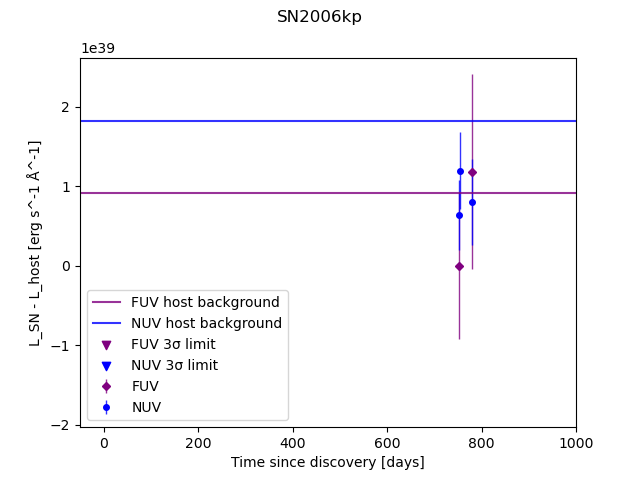 SN2006kp
1e39
2
1
0
−1
−2
L_SN - L_host [erg s^-1 Å^-1]
FUV host background
NUV host background
FUV 3σ limit
NUV 3σ limit
FUV
NUV
0 200 400 600 800 1000
Time since discovery [days]